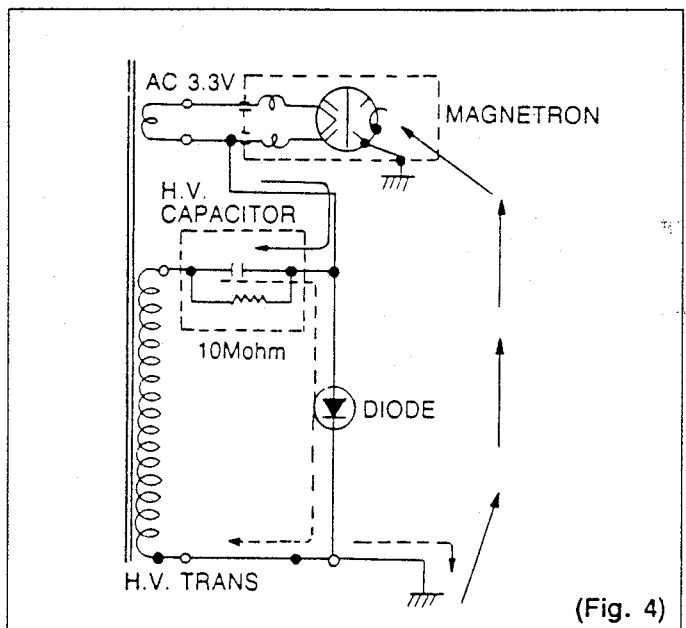 AC 3.3V
MAGNETRON
H.V.
CAPACITOR
10Mohm
DIODE
H.V. TRANS
(Fig. 4)